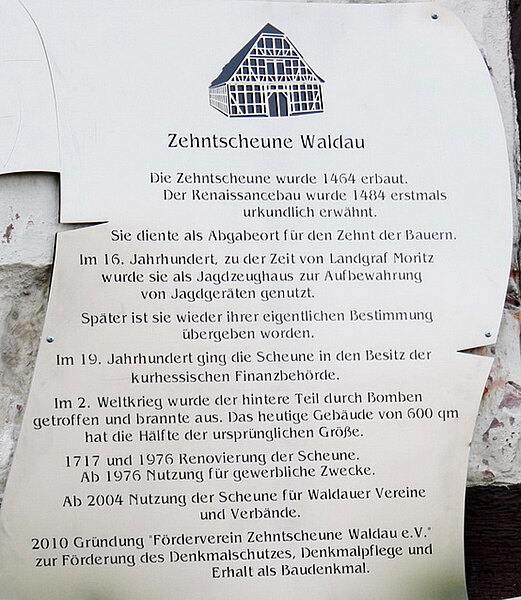 Zehntscheune Waldau
Die Zehntscheune wurde 1464 erbaut.
Der Renaissancebau wurde 1484 erstmals
urkundlich erwähnt.
Sie diente als Abgabeort für den Zehnt der Bauern.
Im 16. Jahrhundert, zu der Zeit von Landgraf Moritz
wurde sie als Jagdzeughaus zur Aufbewahrung
von Jagdgeräten genutzt.
Später ist sie wieder ihrer eigentlichen Bestimmung
übergeben worden.
Im 19. Jahrhundert ging die Scheune in den Besitz der
kurhessischen Finanzbehörde.
Im 2. Weltkrieg wurde der hintere Teil durch Bomben
getroffen und brannte aus. Das heutige Gebäude von 600 qm
hat die Hälfte der ursprünglichen Größe.
1717 und 1976 Renovierung der Scheune.
Ab 1976 Nutzung für gewerbliche Zwecke.
Ab 2004 Nutzung der Scheune für Waldauer Vereine
und Verbände.
2010 Gründung "Förderverein Zehntscheune Waldau e.V."
zur Förderung des Denkmalschutzes, Denkmalpflege und
Erhalt als Baudenkmal.